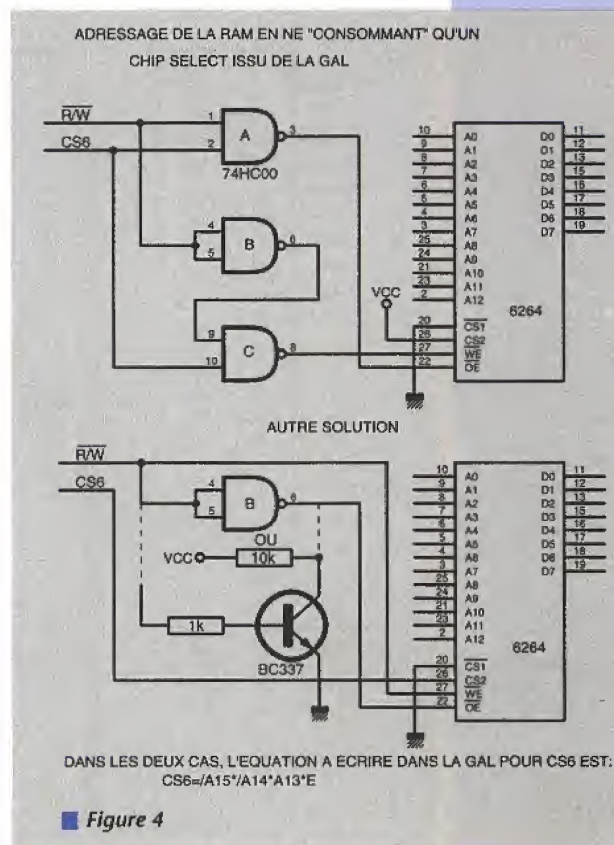 ADRESSAGE DE LA RAM EN NE "CONSOMMANT" QU'UN
CHIP SELECT ISSU DE LA GAL
R/W
CS6
1
2
A
3
74HC00
4
5
B
6
9
10
C
8
VCC
10 A0
9 A1
8 A2
7 A3
6 A4
5 A5
4 A6
3 A7
25 A8
24 A9
21 A10
23 A11
2 A12
20 CS1
26 CS2
27 WE
22 OE
6264
D0 11
D1 12
D2 13
D3 15
D4 16
D5 17
D6 18
D7 19
AUTRE SOLUTION
R/W
CS6
4
5
B
6
OU
VCC
10k
1k
BC337
10 A0
9 A1
8 A2
7 A3
6 A4
5 A5
4 A6
3 A7
25 A8
24 A9
21 A10
23 A11
2 A12
20 CS1
26 CS2
27 WE
22 OE
6264
D0 11
D1 12
D2 13
D3 15
D4 16
D5 17
D6 18
D7 19
DANS LES DEUX CAS, L'EQUATION A ECRIRE DANS LA GAL POUR CS6 EST:
CS6=/A15*/A14*A13*E
Figure 4